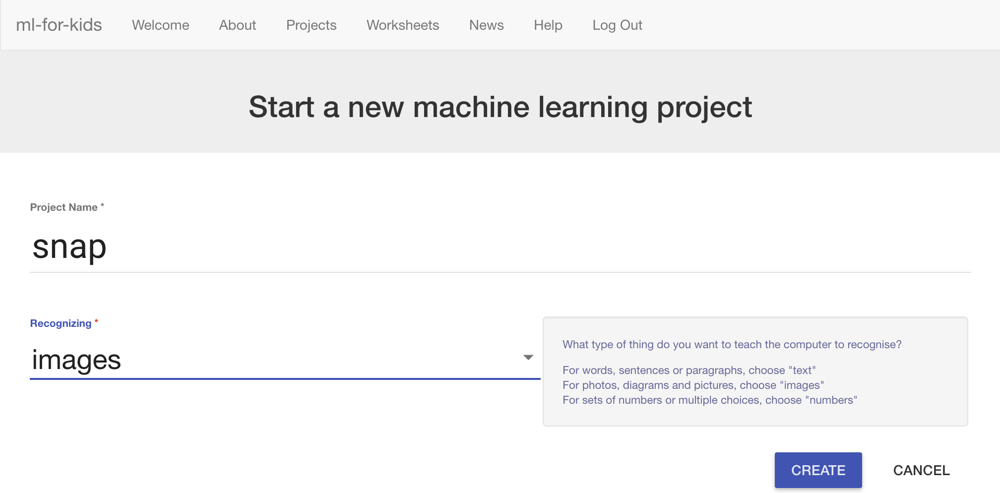 ml-for-kids Welcome About Projects Worksheets News Help Log Out
Start a new machine learning project
Project Name *
snap
Recognizing *
images
What type of thing do you want to teach the computer to recognise?
For words, sentences or paragraphs, choose "text"
For photos, diagrams and pictures, choose "images"
For sets of numbers or multiple choices, choose "numbers"
CREATE CANCEL